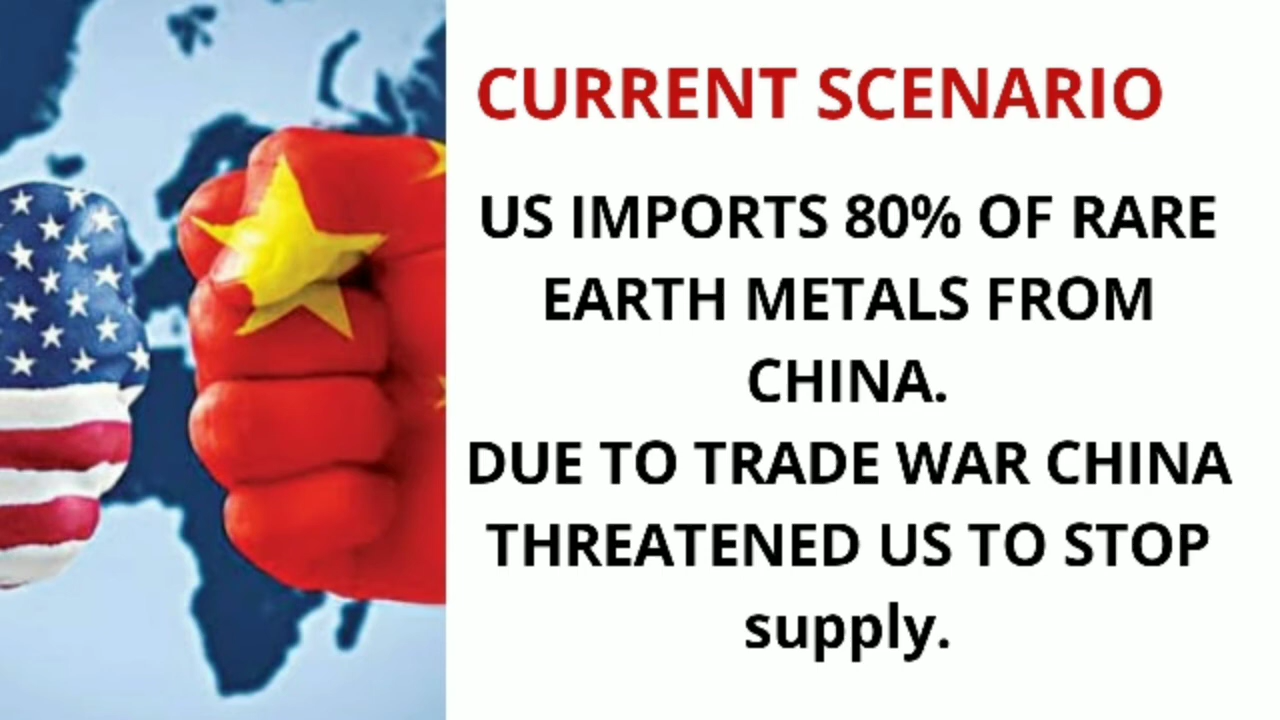 CURRENT SCENARIO
US IMPORTS 80% OF RARE
EARTH METALS FROM
CHINA.
DUE TO TRADE WAR CHINA
THREATENED US TO STOP
supply.